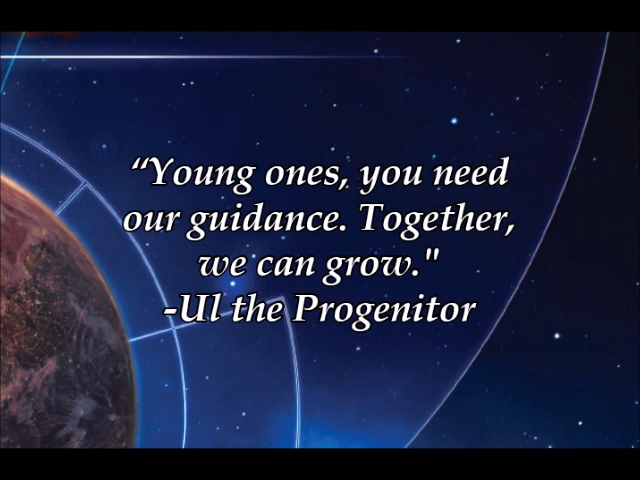 “Young ones, you need
our guidance. Together,
we can grow."
-Ul the Progenitor